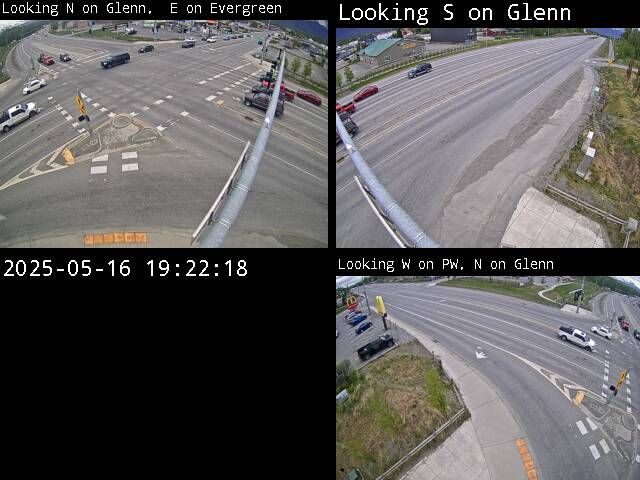 Looking N on Glenn,  E on Evergreen
Looking S on Glenn
2025-05-16 19:22:18
Looking W on PW, N on Glenn